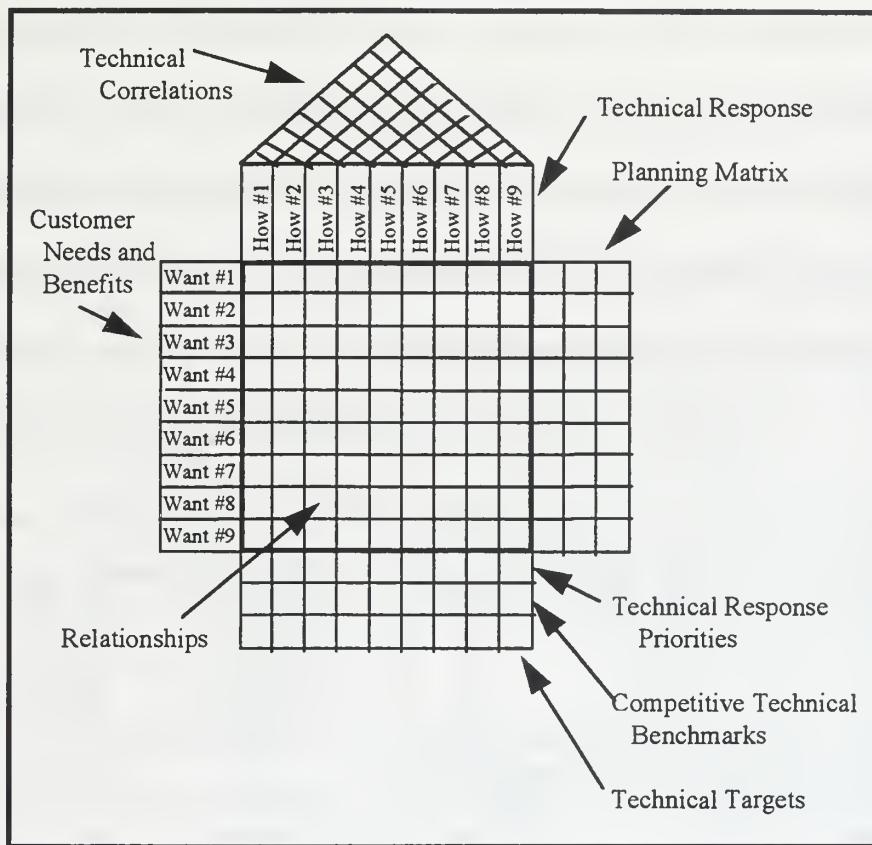 Technical
Correlations
Technical Response
Planning Matrix
Customer
Needs and
Benefits
How #1
How #2
How #3
How #4
How #5
How #6
How #7
How #8
How #9
Want #1
Want #2
Want #3
Want #4
Want #5
Want #6
Want #7
Want #8
Want #9
Relationships
Technical Response
Priorities
Competitive Technical
Benchmarks
Technical Targets